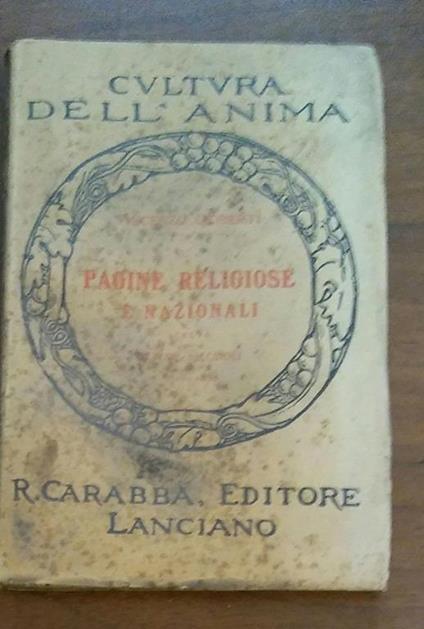 CVLTVRA
DELL' ANIMA
PAGINE RELIGIOSE
E NAZIONALI
R. CARABBA, EDITORE
LANCIANO